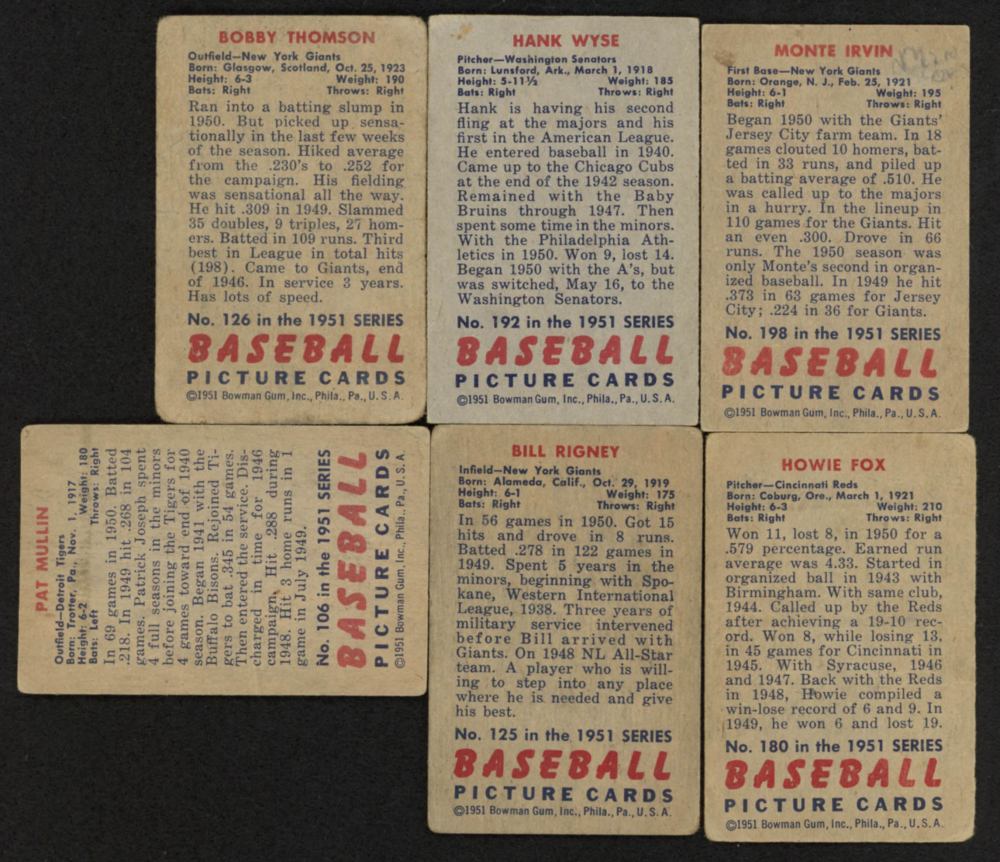 BOBBY THOMSON
Outfield—New York Giants
Born: Glasgow, Scotland, Oct. 25, 1923
Height: 6-3 Weight: 190
Bats: Right Throws: Right
Ran into a batting slump in
1950. But picked up sensa-
tionally in the last few weeks
of the season. Hiked average
from the .230's to .252 for
the campaign. His fielding
was sensational all the way.
He hit .309 in 1949. Slammed
35 doubles, 9 triples, 27 hom-
ers. Batted in 109 runs. Third
best in League in total hits
(198). Came to Giants, end
of 1946. In service 3 years.
Has lots of speed.
No. 126 in the 1951 SERIES
BASEBALL
PICTURE CARDS
©1951 Bowman Gum, Inc., Phila., Pa., U. S. A.
HANK WYSE
Pitcher—Washington Senators
Born: Lunsford, Ark., March 1, 1918
Height: 5-11½ Weight: 185
Bats: Right Throws: Right
Hank is having his second
fling at the majors and his
first in the American League.
He entered baseball in 1940.
Came up to the Chicago Cubs
at the end of the 1942 season.
Remained with the Baby
Bruins through 1947. Then
spent some time in the minors.
With the Philadelphia Ath-
letics in 1950. Won 9, lost 14.
Began 1950 with the A's, but
was switched, May 16, to the
Washington Senators.
No. 192 in the 1951 SERIES
BASEBALL
PICTURE CARDS
©1951 Bowman Gum, Inc., Phila., Pa., U. S. A.
MONTE IRVIN
First Base—New York Giants
Born: Orange, N. J., Feb. 25, 1921
Height: 6-1 Weight: 195
Bats: Right Throws: Right
Began 1950 with the Giants'
Jersey City farm team. In 18
games clouted 10 homers, bat-
ted in 33 runs, and piled up
a batting average of .510. He
was called up to the majors
in a hurry. In the lineup in
110 games for the Giants. Hit
an even .300. Drove in 66
runs. The 1950 season was
only Monte's second in organ-
ized baseball. In 1949 he hit
.373 in 63 games for Jersey
City; .224 in 36 for Giants.
No. 198 in the 1951 SERIES
BASEBALL
PICTURE CARDS
©1951 Bowman Gum, Inc., Phila., Pa., U. S. A.
PAT MULLIN
Outfield—Detroit Tigers
Born: Trotter, Pa., Nov. 1, 1917
Height: 6-2 Weight: 180
Bats: Left Throws: Right
In 69 games in 1950. Batted
.218. In 1949 hit .268 in 104
games. Patrick Joseph spent
4 full seasons in the minors
before joining the Tigers for
4 games toward end of 1940
season. Began 1941 with the
Buffalo Bisons. Rejoined Ti-
gers to bat .345 in 54 games.
Then entered the service. Dis-
charged in time for 1946
campaign. Hit .288 during
1948. Hit 3 home runs in 1
game in July 1949.
No. 106 in the 1951 SERIES
BASEBALL
PICTURE CARDS
©1951 Bowman Gum, Inc., Phila., Pa., U. S. A.
BILL RIGNEY
Infield—New York Giants
Born: Alameda, Calif., Oct. 29, 1919
Height: 6-1 Weight: 175
Bats: Right Throws: Right
In 56 games in 1950. Got 15
hits and drove in 8 runs.
Batted .278 in 122 games in
1949. Spent 5 years in the
minors, beginning with Spo-
kane, Western International
League, 1938. Three years of
military service intervened
before Bill arrived with
Giants. On 1948 NL All-Star
team. A player who is will-
ing to step into any place
where he is needed and give
his best.
No. 125 in the 1951 SERIES
BASEBALL
PICTURE CARDS
©1951 Bowman Gum, Inc., Phila., Pa., U. S. A.
HOWIE FOX
Pitcher—Cincinnati Reds
Born: Coburg, Ore., March 1, 1921
Height: 6-3 Weight: 210
Bats: Right Throws: Right
Won 11, lost 8, in 1950 for a
.579 percentage. Earned run
average was 4.33. Started in
organized ball in 1943 with
Birmingham. With same club,
1944. Called up by the Reds
after achieving a 19-10 rec-
ord. Won 8, while losing 13,
in 45 games for Cincinnati in
1945. With Syracuse, 1946
and 1947. Back with the Reds
in 1948, Howie compiled a
win-lose record of 6 and 9. In
1949, he won 6 and lost 19.
No. 180 in the 1951 SERIES
BASEBALL
PICTURE CARDS
©1951 Bowman Gum, Inc., Phila., Pa., U. S. A.